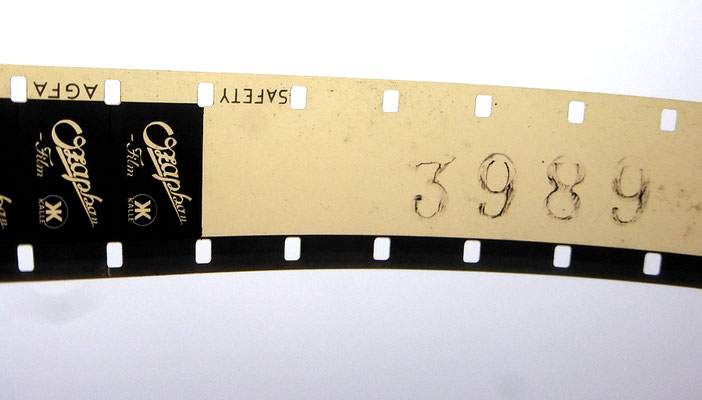 AGFA SAFETY
Ozaphan
-Film
KALLE
Ozaphan
-Film
KALLE
3989